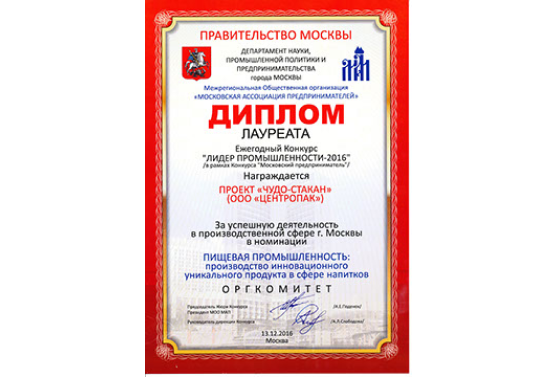 ПРАВИТЕЛЬСТВО МОСКВЫ
ДЕПАРТАМЕНТ НАУКИ,
ПРОМЫШЛЕННОЙ ПОЛИТИКИ И
ПРЕДПРИНИМАТЕЛЬСТВА
города МОСКВЫ
Межрегиональная Общественная организация
«МОСКОВСКАЯ АССОЦИАЦИЯ ПРЕДПРИНИМАТЕЛЕЙ»
ДИПЛОМ
ЛАУРЕАТА
Ежегодный Конкурс
"ЛИДЕР ПРОМЫШЛЕННОСТИ-2016"
/в рамках Конкурса "Московский предприниматель"/
Награждается
ПРОЕКТ «ЧУДО-СТАКАН»
(ООО «ЦЕНТРОПАК»)
За успешную деятельность
в производственной сфере г. Москвы
в номинации
ПИЩЕВАЯ ПРОМЫШЛЕННОСТЬ:
производство инновационного
уникального продукта в сфере напитков
ОРГКОМИТЕТ
Председатель Жюри Конкурса
Президент МОО МАП
Руководитель дирекции Конкурса
13.12.2016
Москва